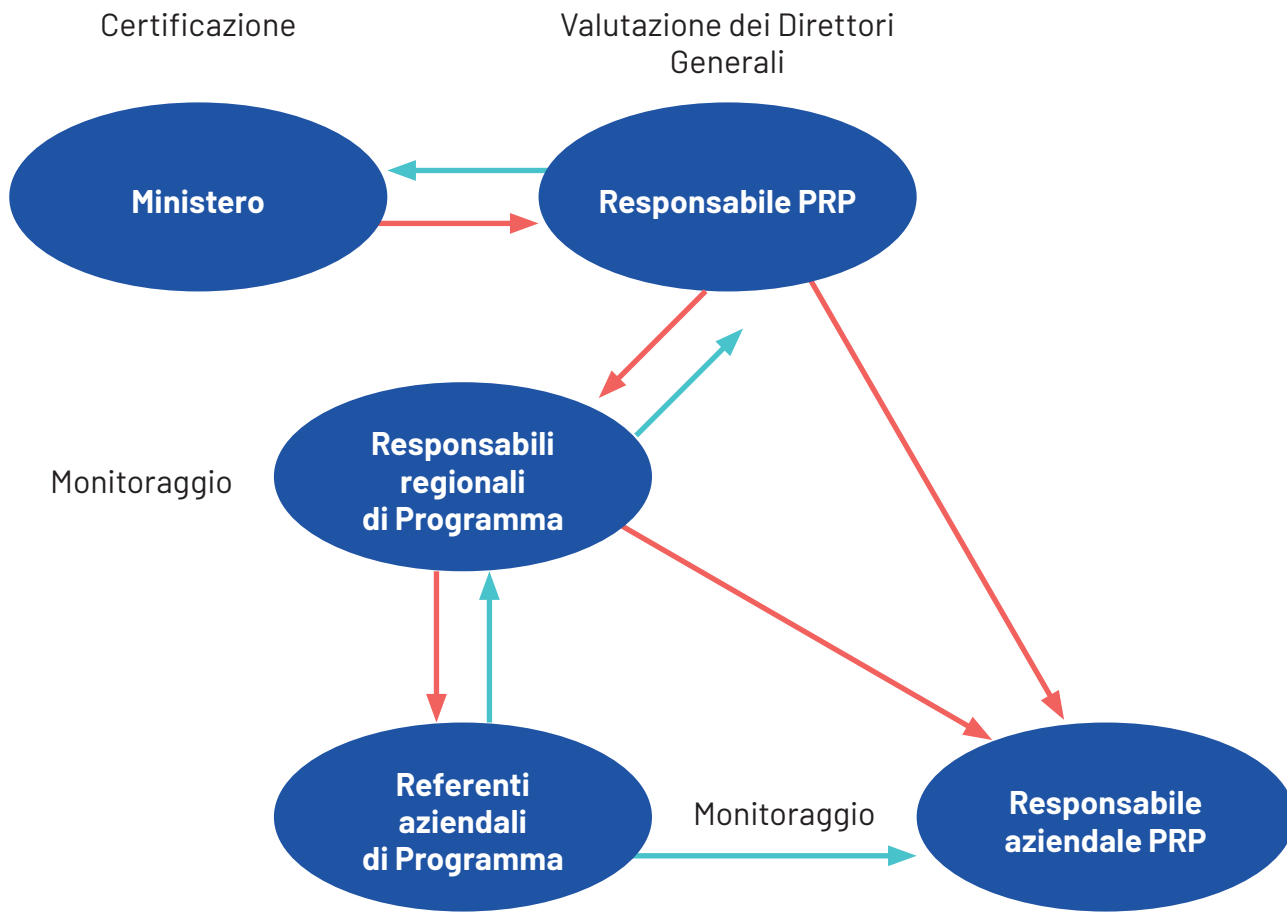 Certificazione
Valutazione dei Direttori
Generali
Ministero
Responsabile PRP
Monitoraggio
Responsabili
regionali
di Programma
Referenti
aziendali
di Programma
Monitoraggio
Responsabile
aziendale PRP